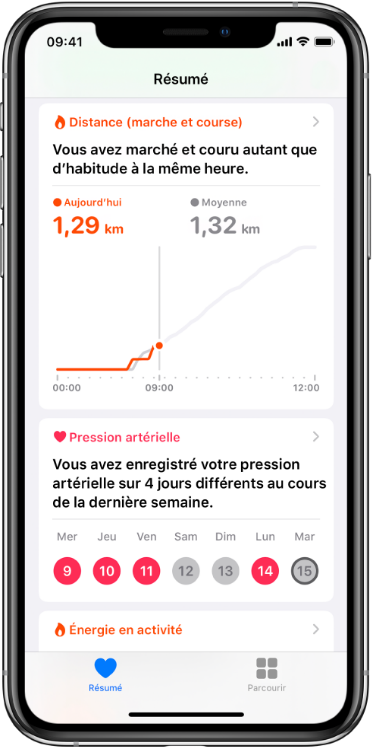 09:41
Résumé
Distance (marche et course)
Vous avez marché et couru autant que
d'habitude à la même heure.
Aujourd'hui
Moyenne
1,29 km
1,32 km
00:00
09:00
12:00
Pression artérielle
Vous avez enregistré votre pression
artérielle sur 4 jours différents au cours
de la dernière semaine.
Mer Jeu Ven Sam Dim Lun Mar
9 10 11 12 13 14 15
Énergie en activité
Résumé
Parcourir